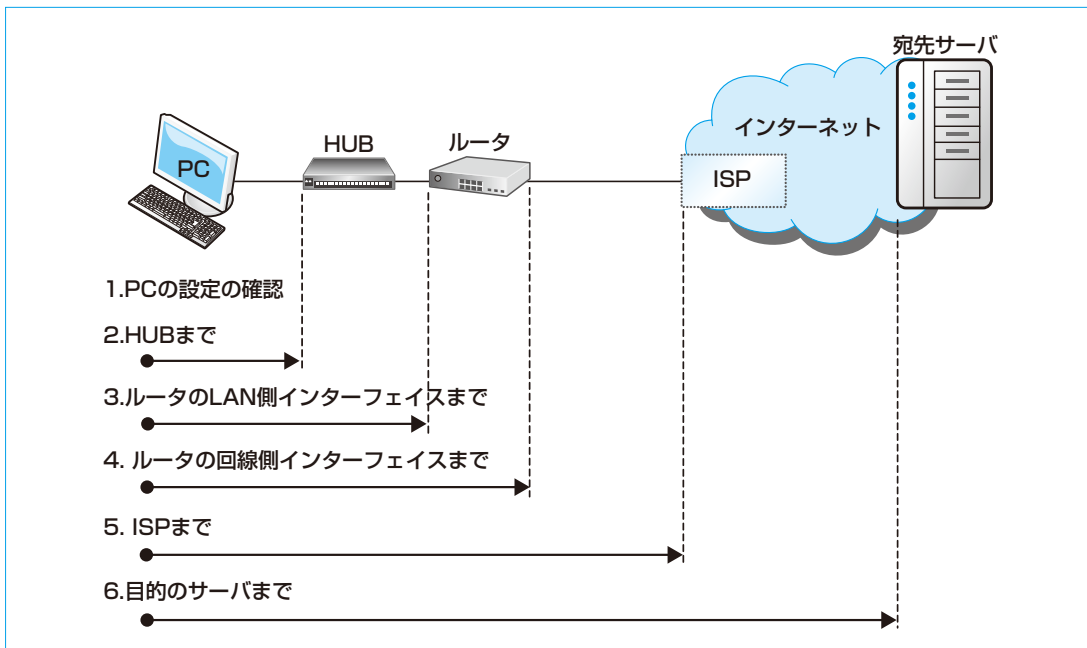 宛先サーバ
インターネット
HUB
ルータ
PC
ISP
1.PCの設定の確認
2.HUBまで
3.ルータのLAN側インターフェイスまで
4. ルータの回線側インターフェイスまで
5. ISPまで
6.目的のサーバまで